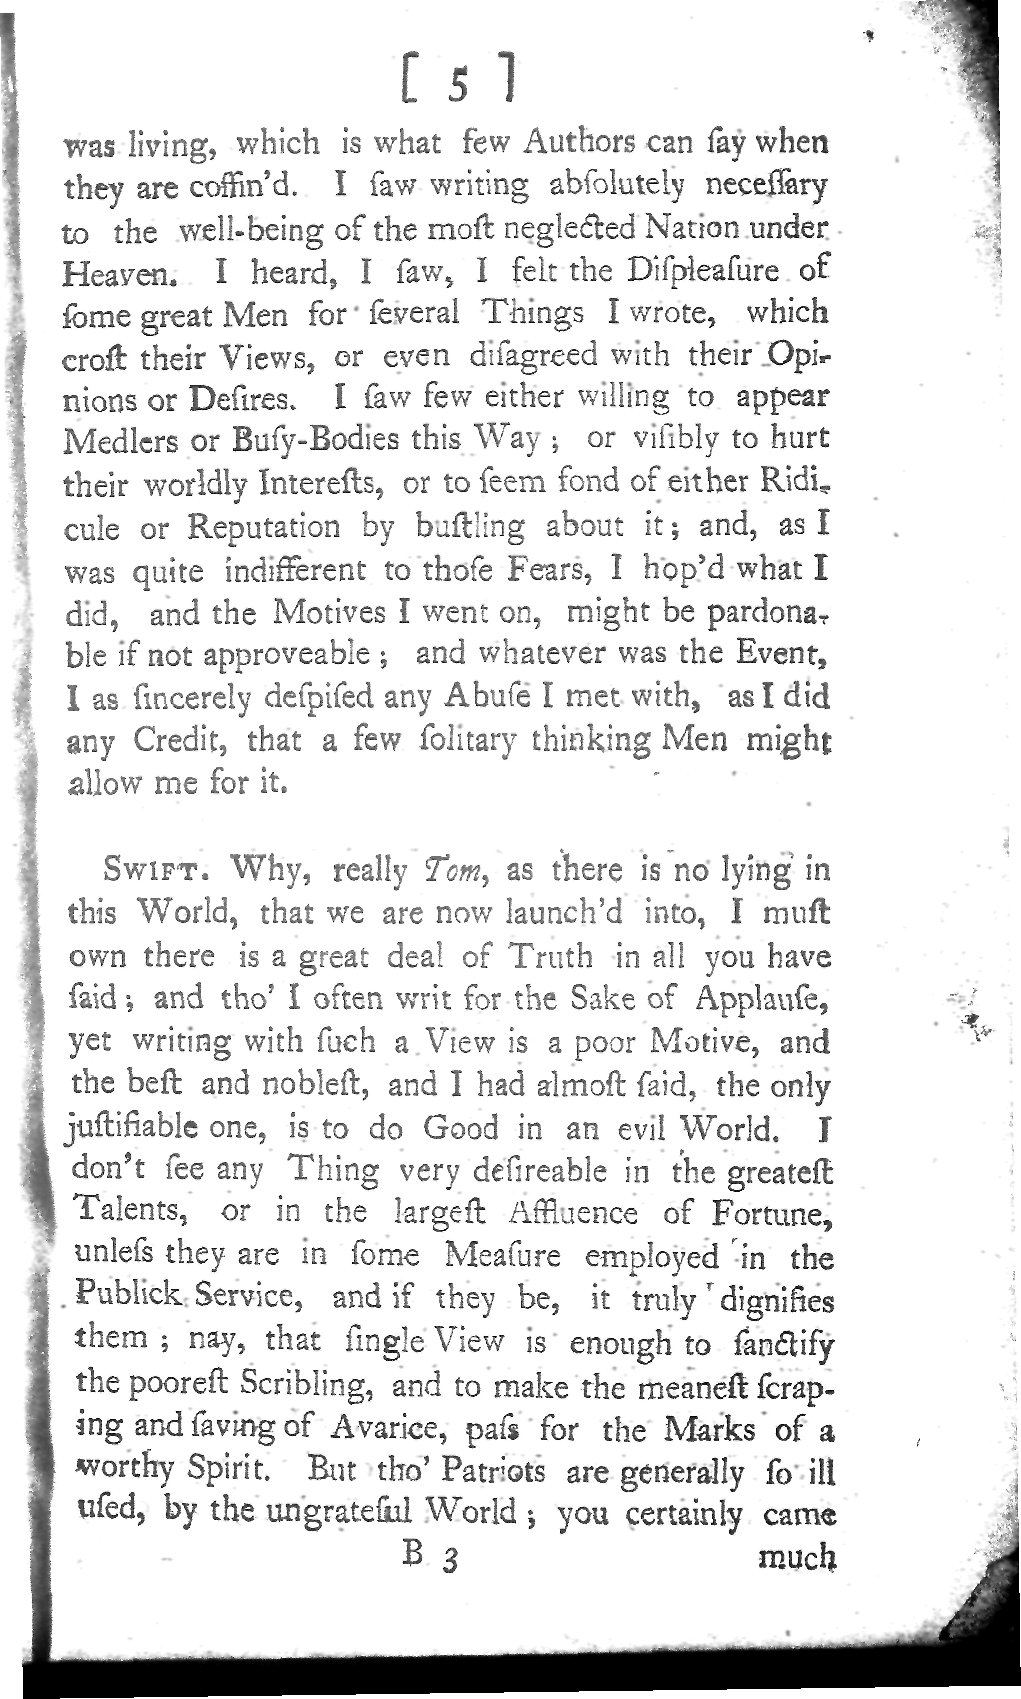 [ 5 ]
was living, which is what few Authors can ſay when
they are coffin'd. I ſaw writing abſolutely neceſſary
to the well-being of the moſt neglected Nation under
Heaven. I heard, I ſaw, I felt the Diſpleaſure of
ſome great Men for ſeveral Things I wrote, which
croſt their Views, or even diſagreed with their Opi-
nions or Deſires. I ſaw few either willing to appear
Medlers or Buſy-Bodies this Way; or viſibly to hurt
their worldly Intereſts, or to ſeem fond of either Ridi-
cule or Reputation by buſtling about it; and, as I
was quite indifferent to thoſe Fears, I hop'd what I
did, and the Motives I went on, might be pardona-
ble if not approveable; and whatever was the Event,
I as ſincerely deſpiſed any Abuſe I met with, as I did
any Credit, that a few ſolitary thinking Men might
allow me for it.
SWIFT. Why, really Tom, as there is no lying in
this World, that we are now launch'd into, I muſt
own there is a great deal of Truth in all you have
ſaid; and tho' I often writ for the Sake of Applauſe,
yet writing with ſuch a View is a poor Motive, and
the beſt and nobleſt, and I had almoſt ſaid, the only
juſtifiable one, is to do Good in an evil World. I
don't ſee any Thing very deſireable in the greateſt
Talents, or in the largeſt Affluence of Fortune,
unleſs they are in ſome Meaſure employed in the
Publick Service, and if they be, it truly dignifies
them; nay, that ſingle View is enough to ſanctify
the pooreſt Scribling, and to make the meaneſt ſcrap-
ing and ſaving of Avarice, paſs for the Marks of a
worthy Spirit. But tho' Patriots are generally ſo ill
uſed, by the ungrateful World; you certainly came
B 3 much